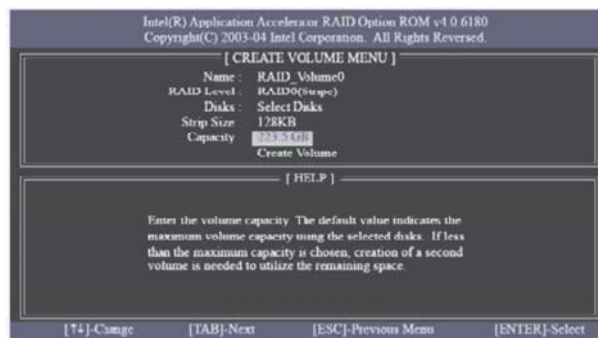 Intel(R) Application Accelerator RAID Option ROM v4 0 6180
Copyright(C) 2003-04 Intel Corporation. All Rights Reversed.
[ CREATE VOLUME MENU ]
Name : RAID_Volume0
RAID Level : RAID0(Stripe)
Disks : Select Disks
Strip Size 128KB
Capacity 223.5 GB
Create Volume
[ HELP ]
Enter the volume capacity. The default value indicates the
maximum volume capacity using the selected disks. If less
than the maximum capacity is chosen, creation of a second
volume is needed to utilize the remaining space.
[↑↓]-Change [TAB]-Next [ESC]-Previous Menu [ENTER]-Select